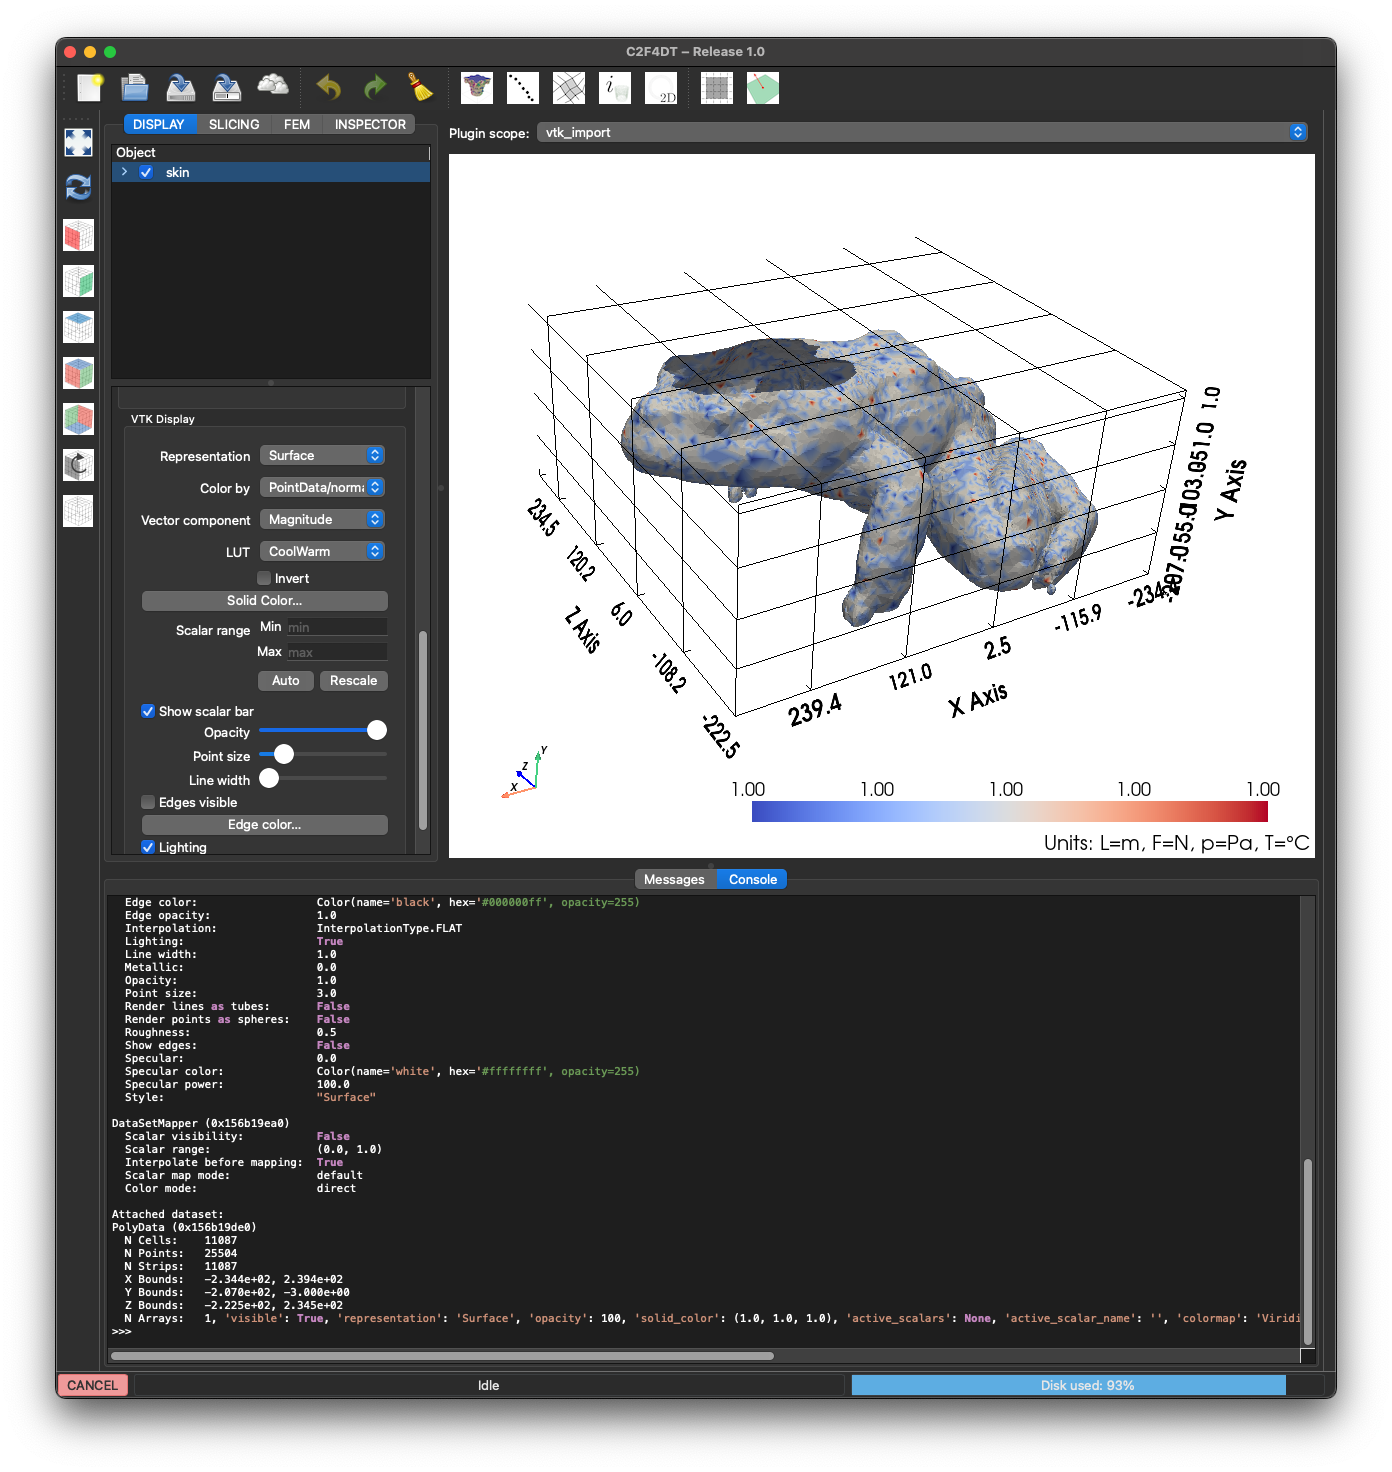 C2F4DT – Release 1.0
i
2D
DISPLAY SLICING FEM INSPECTOR
Plugin scope: vtk_import
Object
skin
VTK Display
Representation Surface
Color by
Vector component Magnitude
LUT CoolWarm
Invert
Solid Color...
Scalar range Min min
Max max
Auto Rescale
Show scalar bar
Opacity
Point size
Line width
Edges visible
Edge color...
Lighting
1.0
Y Axis
234.5
120.2
6.0
-108.2
-222.5
Z Axis
239.4
121.0
2.5
-115.9
X Axis
Y
Z
X
1.00 1.00 1.00 1.00 1.00
Units: L=m, F=N, p=Pa, T=°C
Messages Console
Edge color: Color(name='black', hex='#000000ff', opacity=255)
Edge opacity: 1.0
Interpolation: InterpolationType.FLAT
Lighting: True
Line width: 1.0
Metallic: 0.0
Opacity: 1.0
Point size: 3.0
Render lines as tubes: False
Render points as spheres: False
Roughness: 0.5
Show edges: False
Specular: 0.0
Specular color: Color(name='white', hex='#ffffffff', opacity=255)
Specular power: 100.0
Style: "Surface"
DataSetMapper (0x156b19ea0)
Scalar visibility: False
Scalar range: (0.0, 1.0)
Interpolate before mapping: True
Scalar map mode: default
Color mode: direct
Attached dataset:
PolyData (0x156b19de0)
N Cells: 11087
N Points: 25504
N Strips: 11087
X Bounds: -2.344e+02, 2.394e+02
Y Bounds: -2.070e+02, -3.000e+00
Z Bounds: -2.225e+02, 2.345e+02
N Arrays: 1, 'visible': True, 'representation': 'Surface', 'opacity': 100, 'solid_color': (1.0, 1.0, 1.0), 'active_scalars': None, 'active_scalar_name': '', 'colormap': 'Viridi
>>>
CANCEL Idle Disk used: 93%